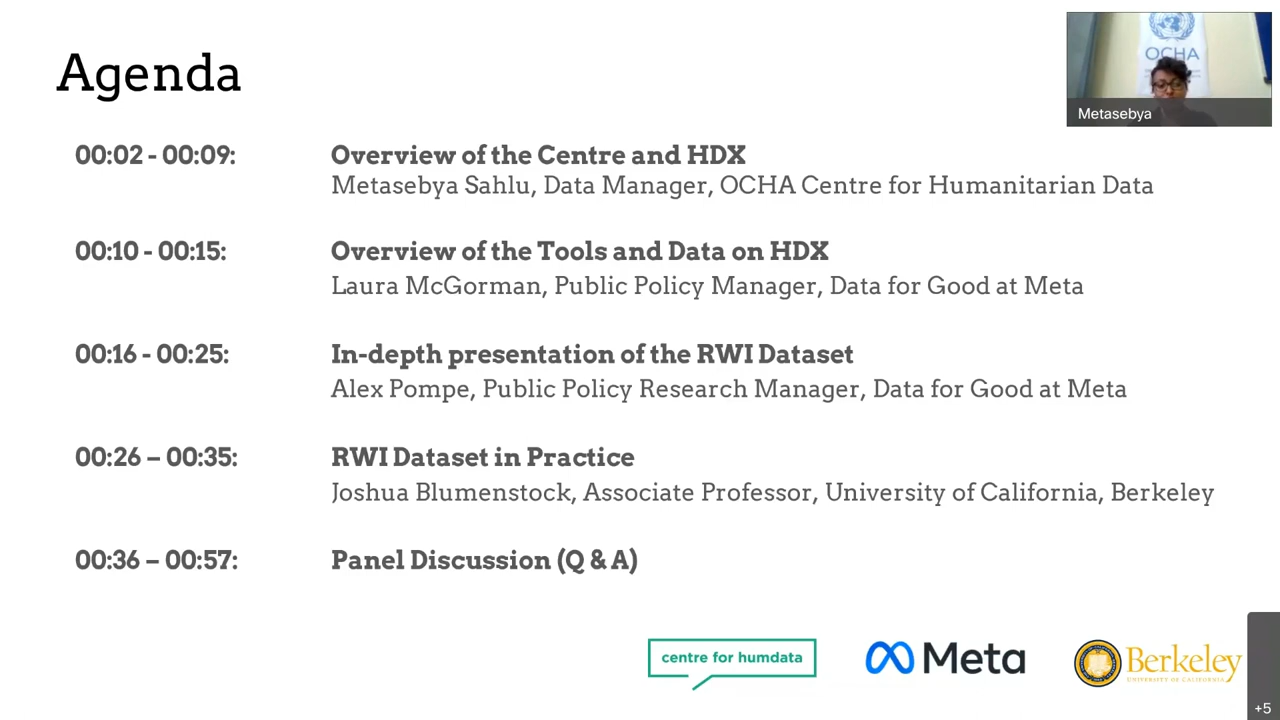 Agenda
OCHA
Metasebya
00:02 - 00:09:
Overview of the Centre and HDX
Metasebya Sahlu, Data Manager, OCHA Centre for Humanitarian Data
00:10 - 00:15:
Overview of the Tools and Data on HDX
Laura McGorman, Public Policy Manager, Data for Good at Meta
00:16 - 00:25:
In-depth presentation of the RWI Dataset
Alex Pompe, Public Policy Research Manager, Data for Good at Meta
00:26 – 00:35:
RWI Dataset in Practice
Joshua Blumenstock, Associate Professor, University of California, Berkeley
00:36 – 00:57:
Panel Discussion (Q & A)
centre for humdata
Meta
Berkeley
UNIVERSITY OF CALIFORNIA
+5